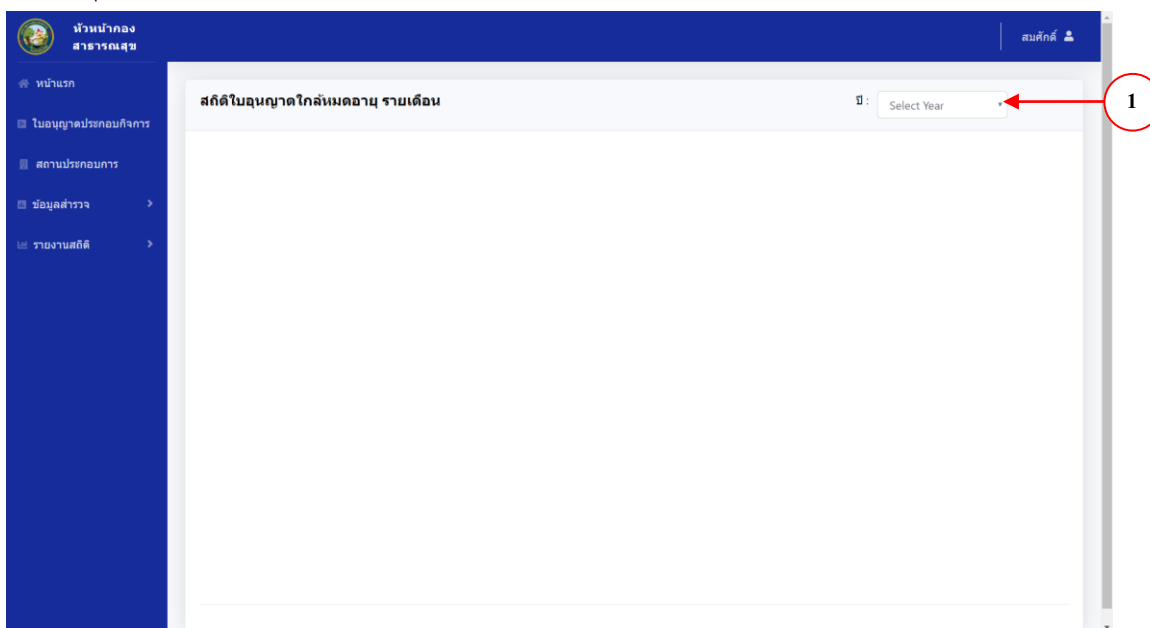 หัวหน้ากอง
สาธารณสุข
สมศักดิ์
หน้าแรก
ใบอนุญาตประกอบกิจการ
สถานประกอบการ
ข้อมูลสำรวจ
รายงานสถิติ
สถิติใบอนุญาตใกล้หมดอายุ รายเดือน
ปี : Select Year
1